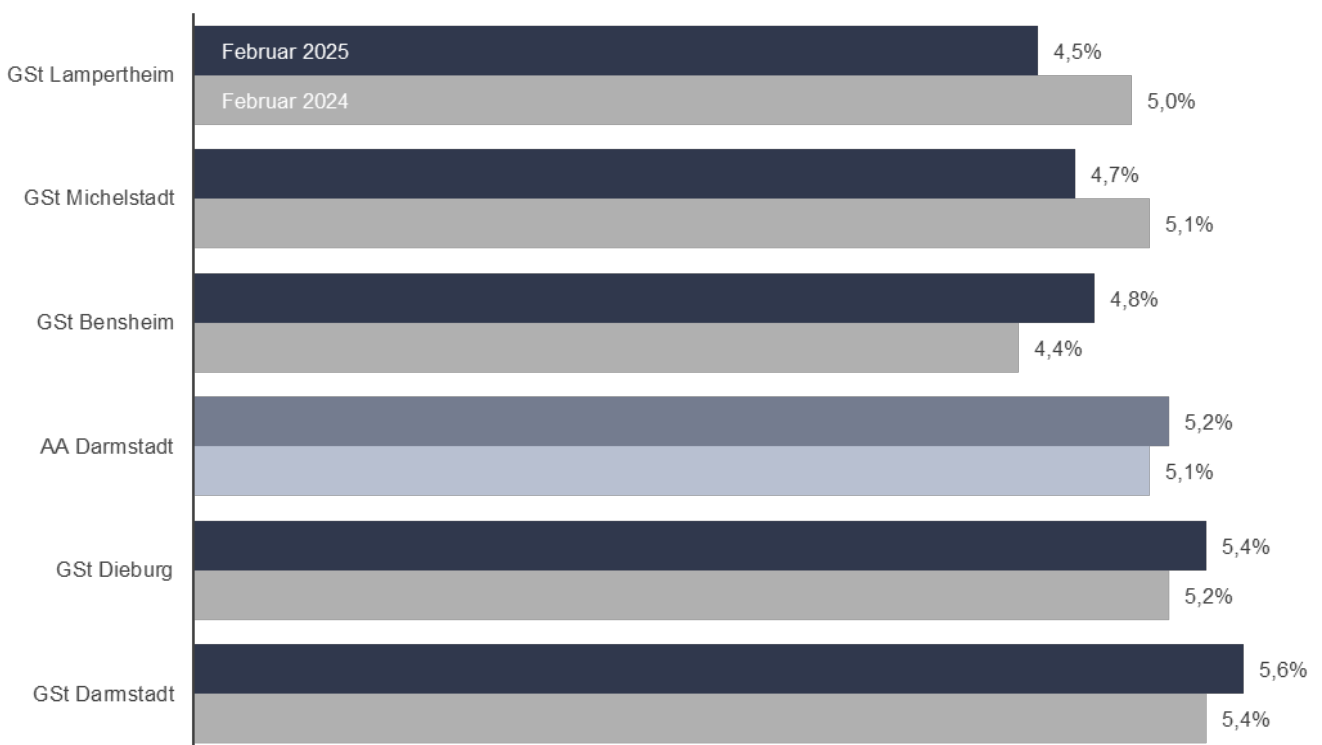 GSt Lampertheim
Februar 2025
4,5%
Februar 2024
5,0%
GSt Michelstadt
4,7%
5,1%
GSt Bensheim
4,8%
4,4%
AA Darmstadt
5,2%
5,1%
GSt Dieburg
5,4%
5,2%
GSt Darmstadt
5,6%
5,4%